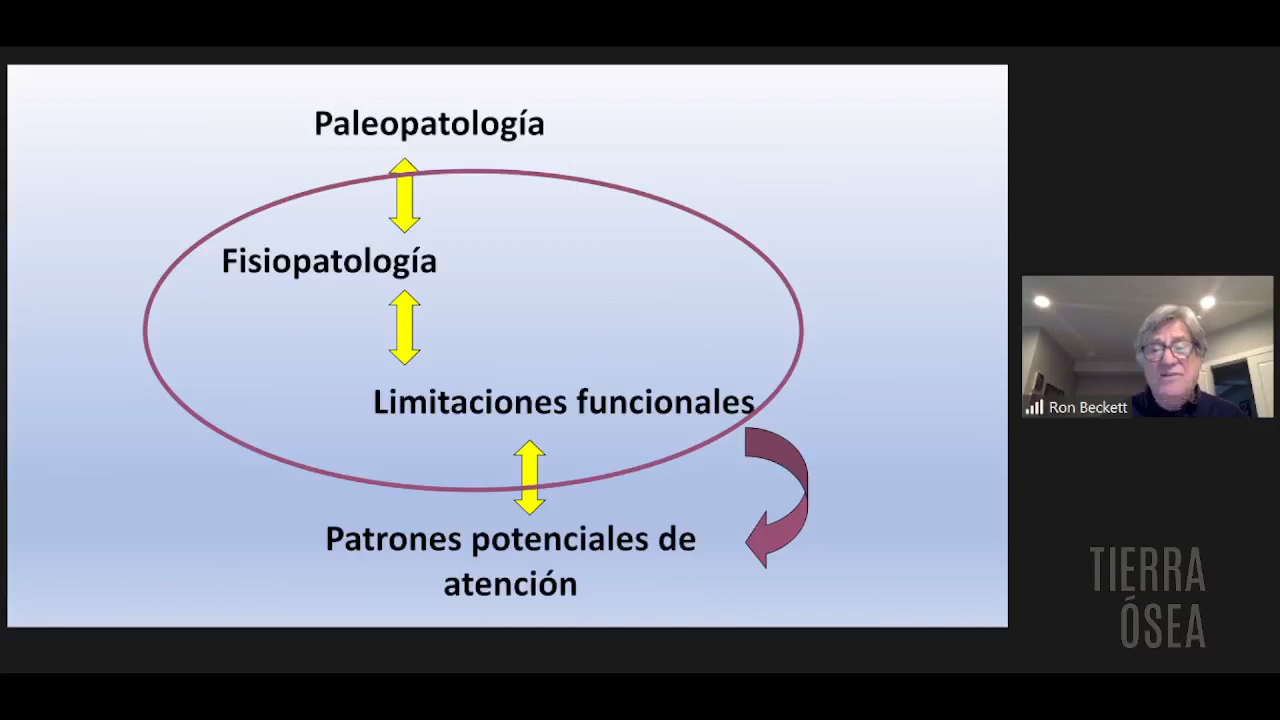 Paleopatología
Fisiopatología
Limitaciones funcionales
Patrones potenciales de
atención
Ron Beckett
TIERRA
ÓSEA